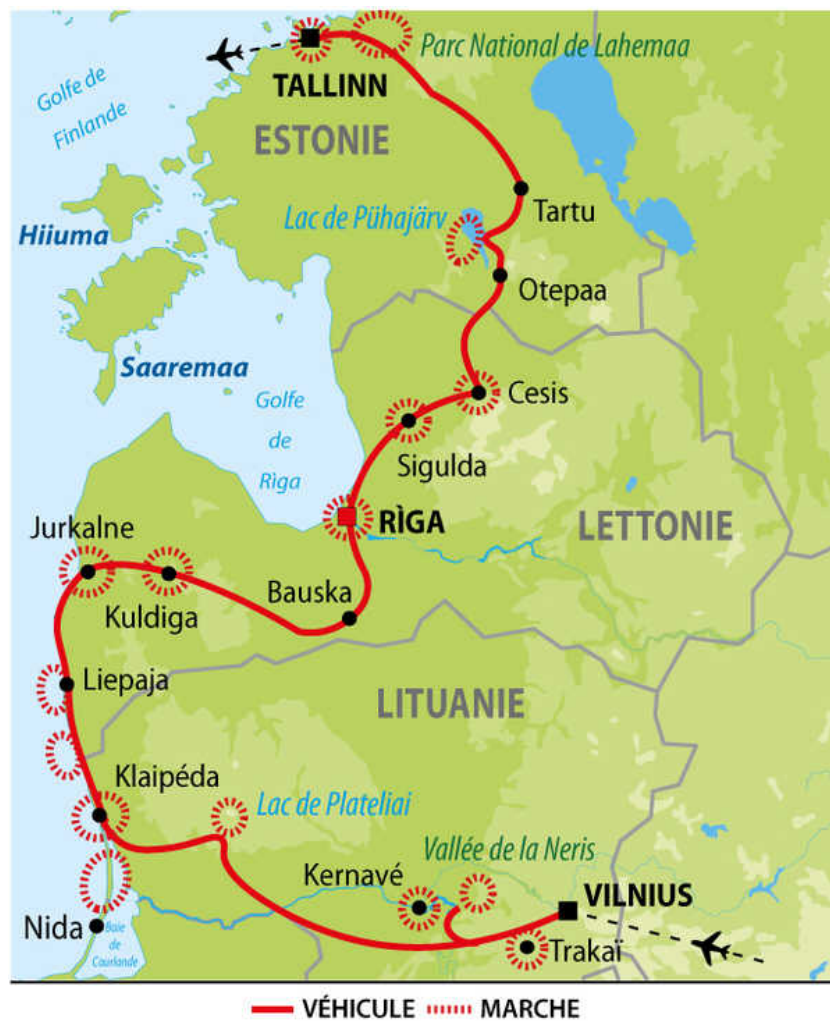 Parc National de Lahemaa
TALLINN
Golfe de
Finlande
ESTONIE
Tartu
Lac de Pühajärv
Hiiuma
Otepaa
Saaremaa
Cesis
Golfe
de
Rìga
Sigulda
RÌGA
LETTONIE
Jurkalne
Kuldiga
Bauska
Liepaja
LITUANIE
Klaipéda
Lac de Plateliai
Vallée de la Neris
Kernavé
VILNIUS
Nida
Baie
de
Courlande
Trakaï
VÉHICULE
MARCHE